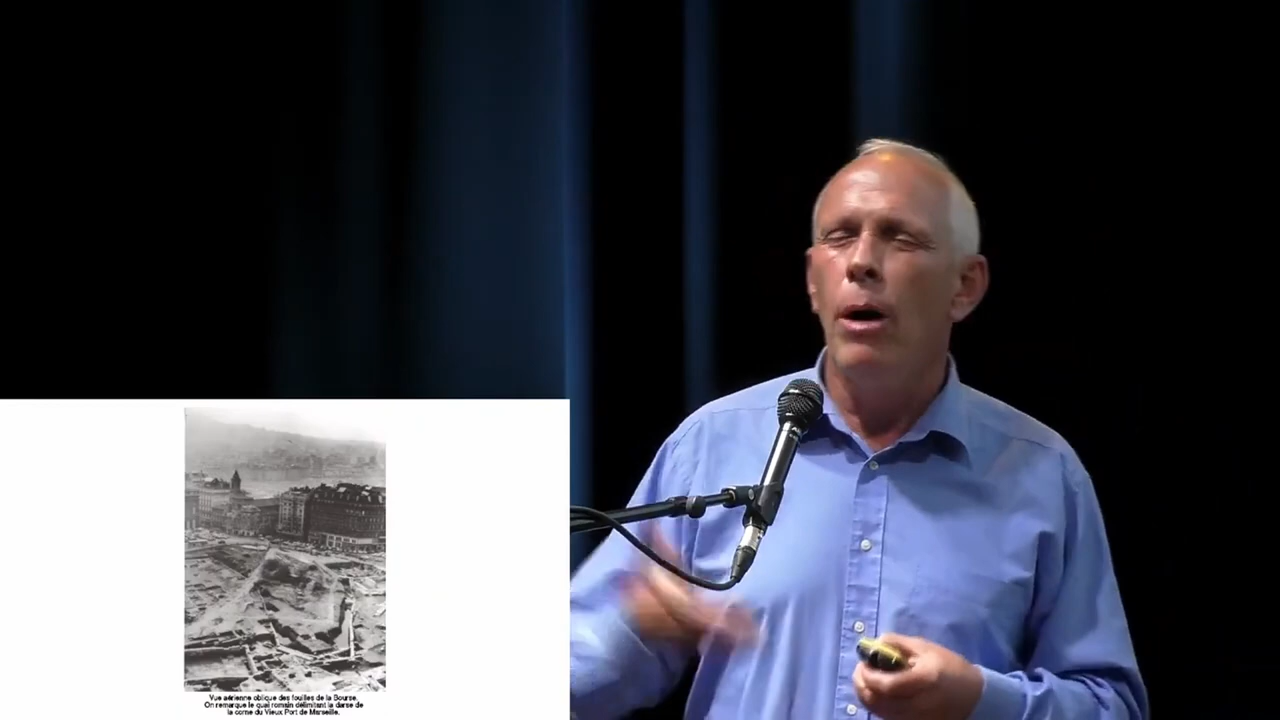 Vue aérienne oblique des fouilles de la Bourse.
On remarque le quai romain délimitant la darse de
la corne du Vieux Port de Marseille.